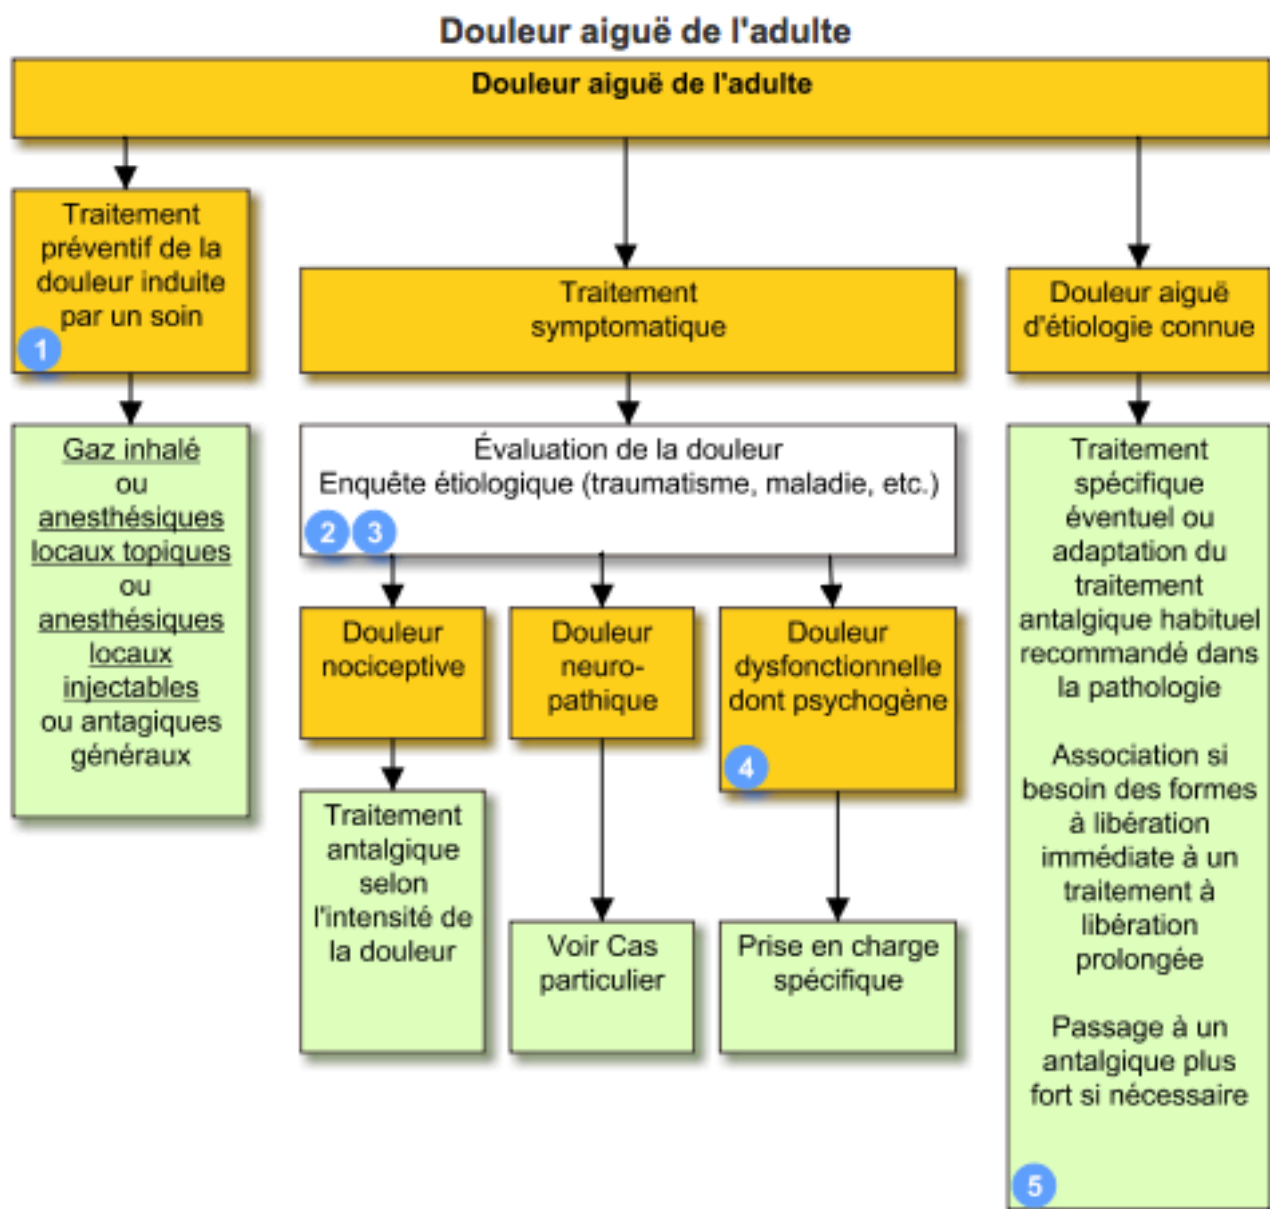 Douleur aiguë de l'adulte
Douleur aiguë de l'adulte
Traitement
préventif de la
douleur induite
par un soin
1
Gaz inhalé
ou
anesthésiques
locaux topiques
ou
anesthésiques
locaux
injectables
ou antagiques
généraux
Traitement
symptomatique
Évaluation de la douleur
Enquête étiologique (traumatisme, maladie, etc.)
2 3
Douleur
nociceptive
Traitement
antalgique
selon
l'intensité de
la douleur
Douleur
neuro-
pathique
Voir Cas
particulier
Douleur
dysfonctionnelle
dont psychogène
4
Prise en charge
spécifique
Douleur aiguë
d'étiologie connue
Traitement
spécifique
éventuel ou
adaptation du
traitement
antalgique habituel
recommandé dans
la pathologie
Association si
besoin des formes
à libération
immédiate à un
traitement à
libération
prolongée
Passage à un
antalgique plus
fort si nécessaire
5